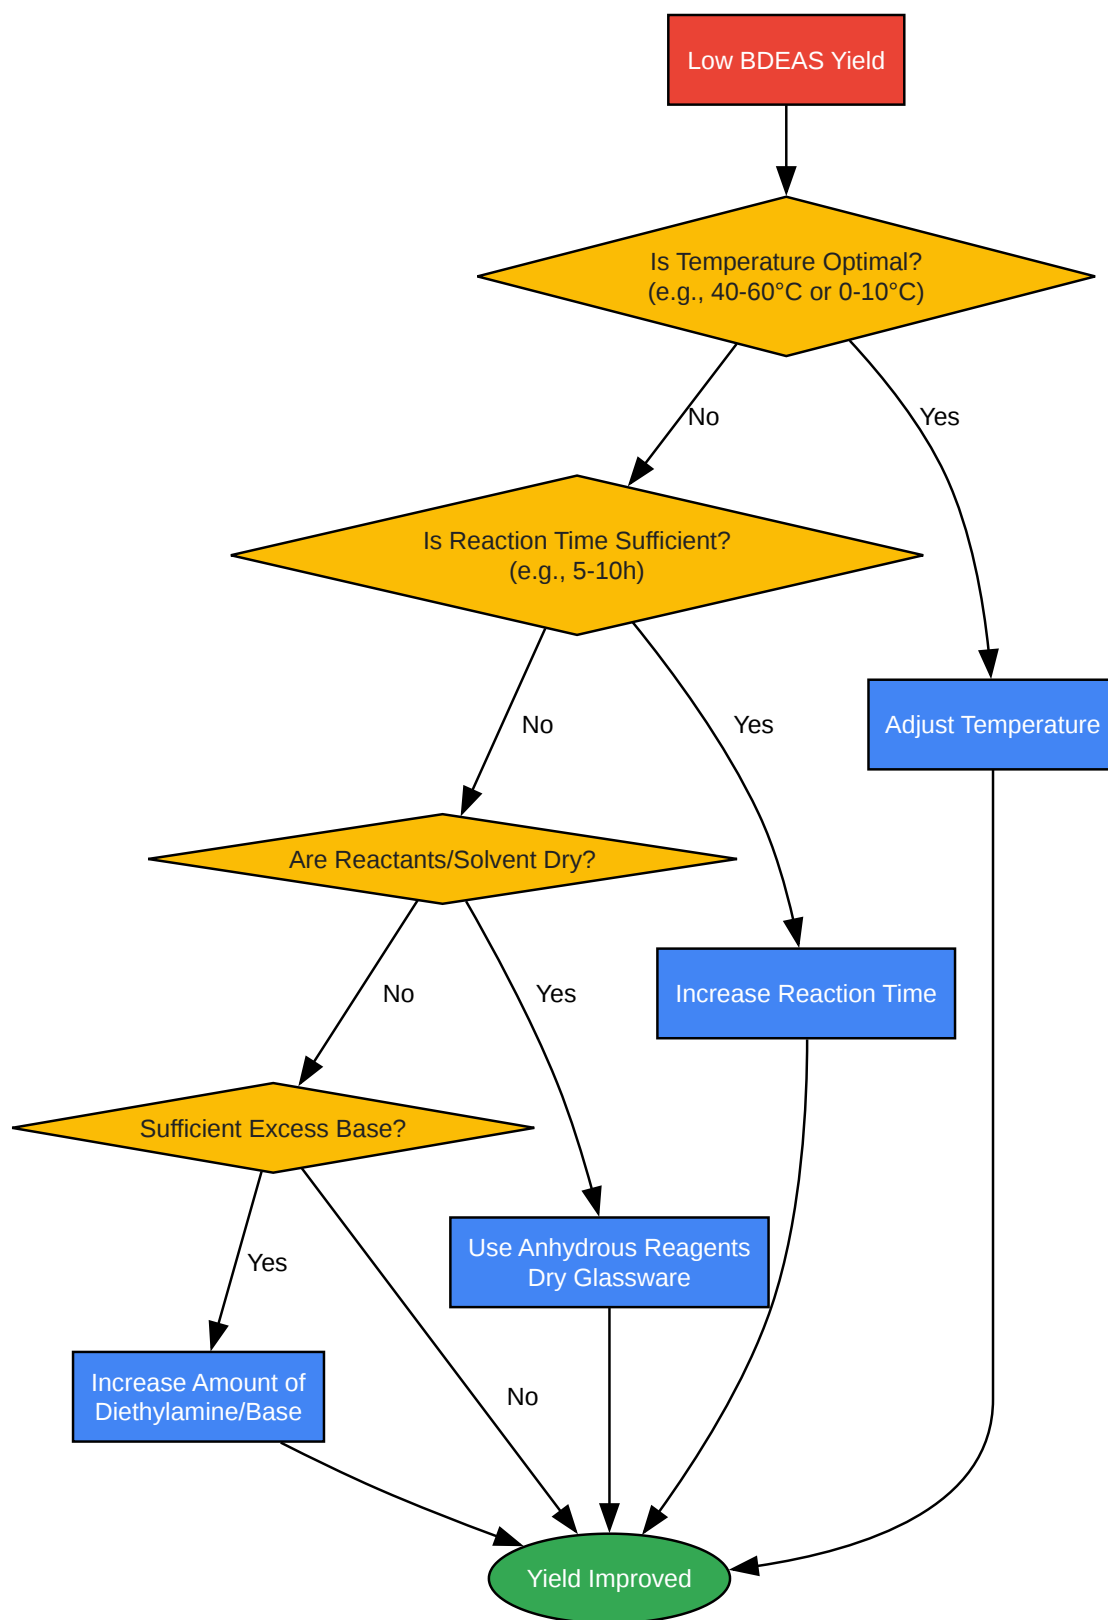 Low BDEAS Yield
Is Temperature Optimal?
(e.g., 40-60°C or 0-10°C)
No
Yes
Is Reaction Time Sufficient?
(e.g., 5-10h)
No
Yes
Adjust Temperature
Are Reactants/Solvent Dry?
No
Yes
Increase Reaction Time
Sufficient Excess Base?
Yes
Use Anhydrous Reagents
Dry Glassware
Increase Amount of
Diethylamine/Base
No
Yield Improved